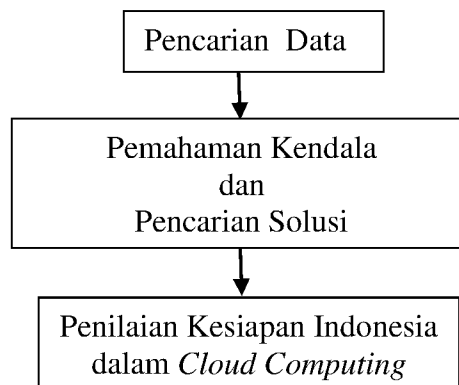 Pencarian Data
Pemahaman Kendala
dan
Pencarian Solusi
Penilaian Kesiapan Indonesia
dalam Cloud Computing